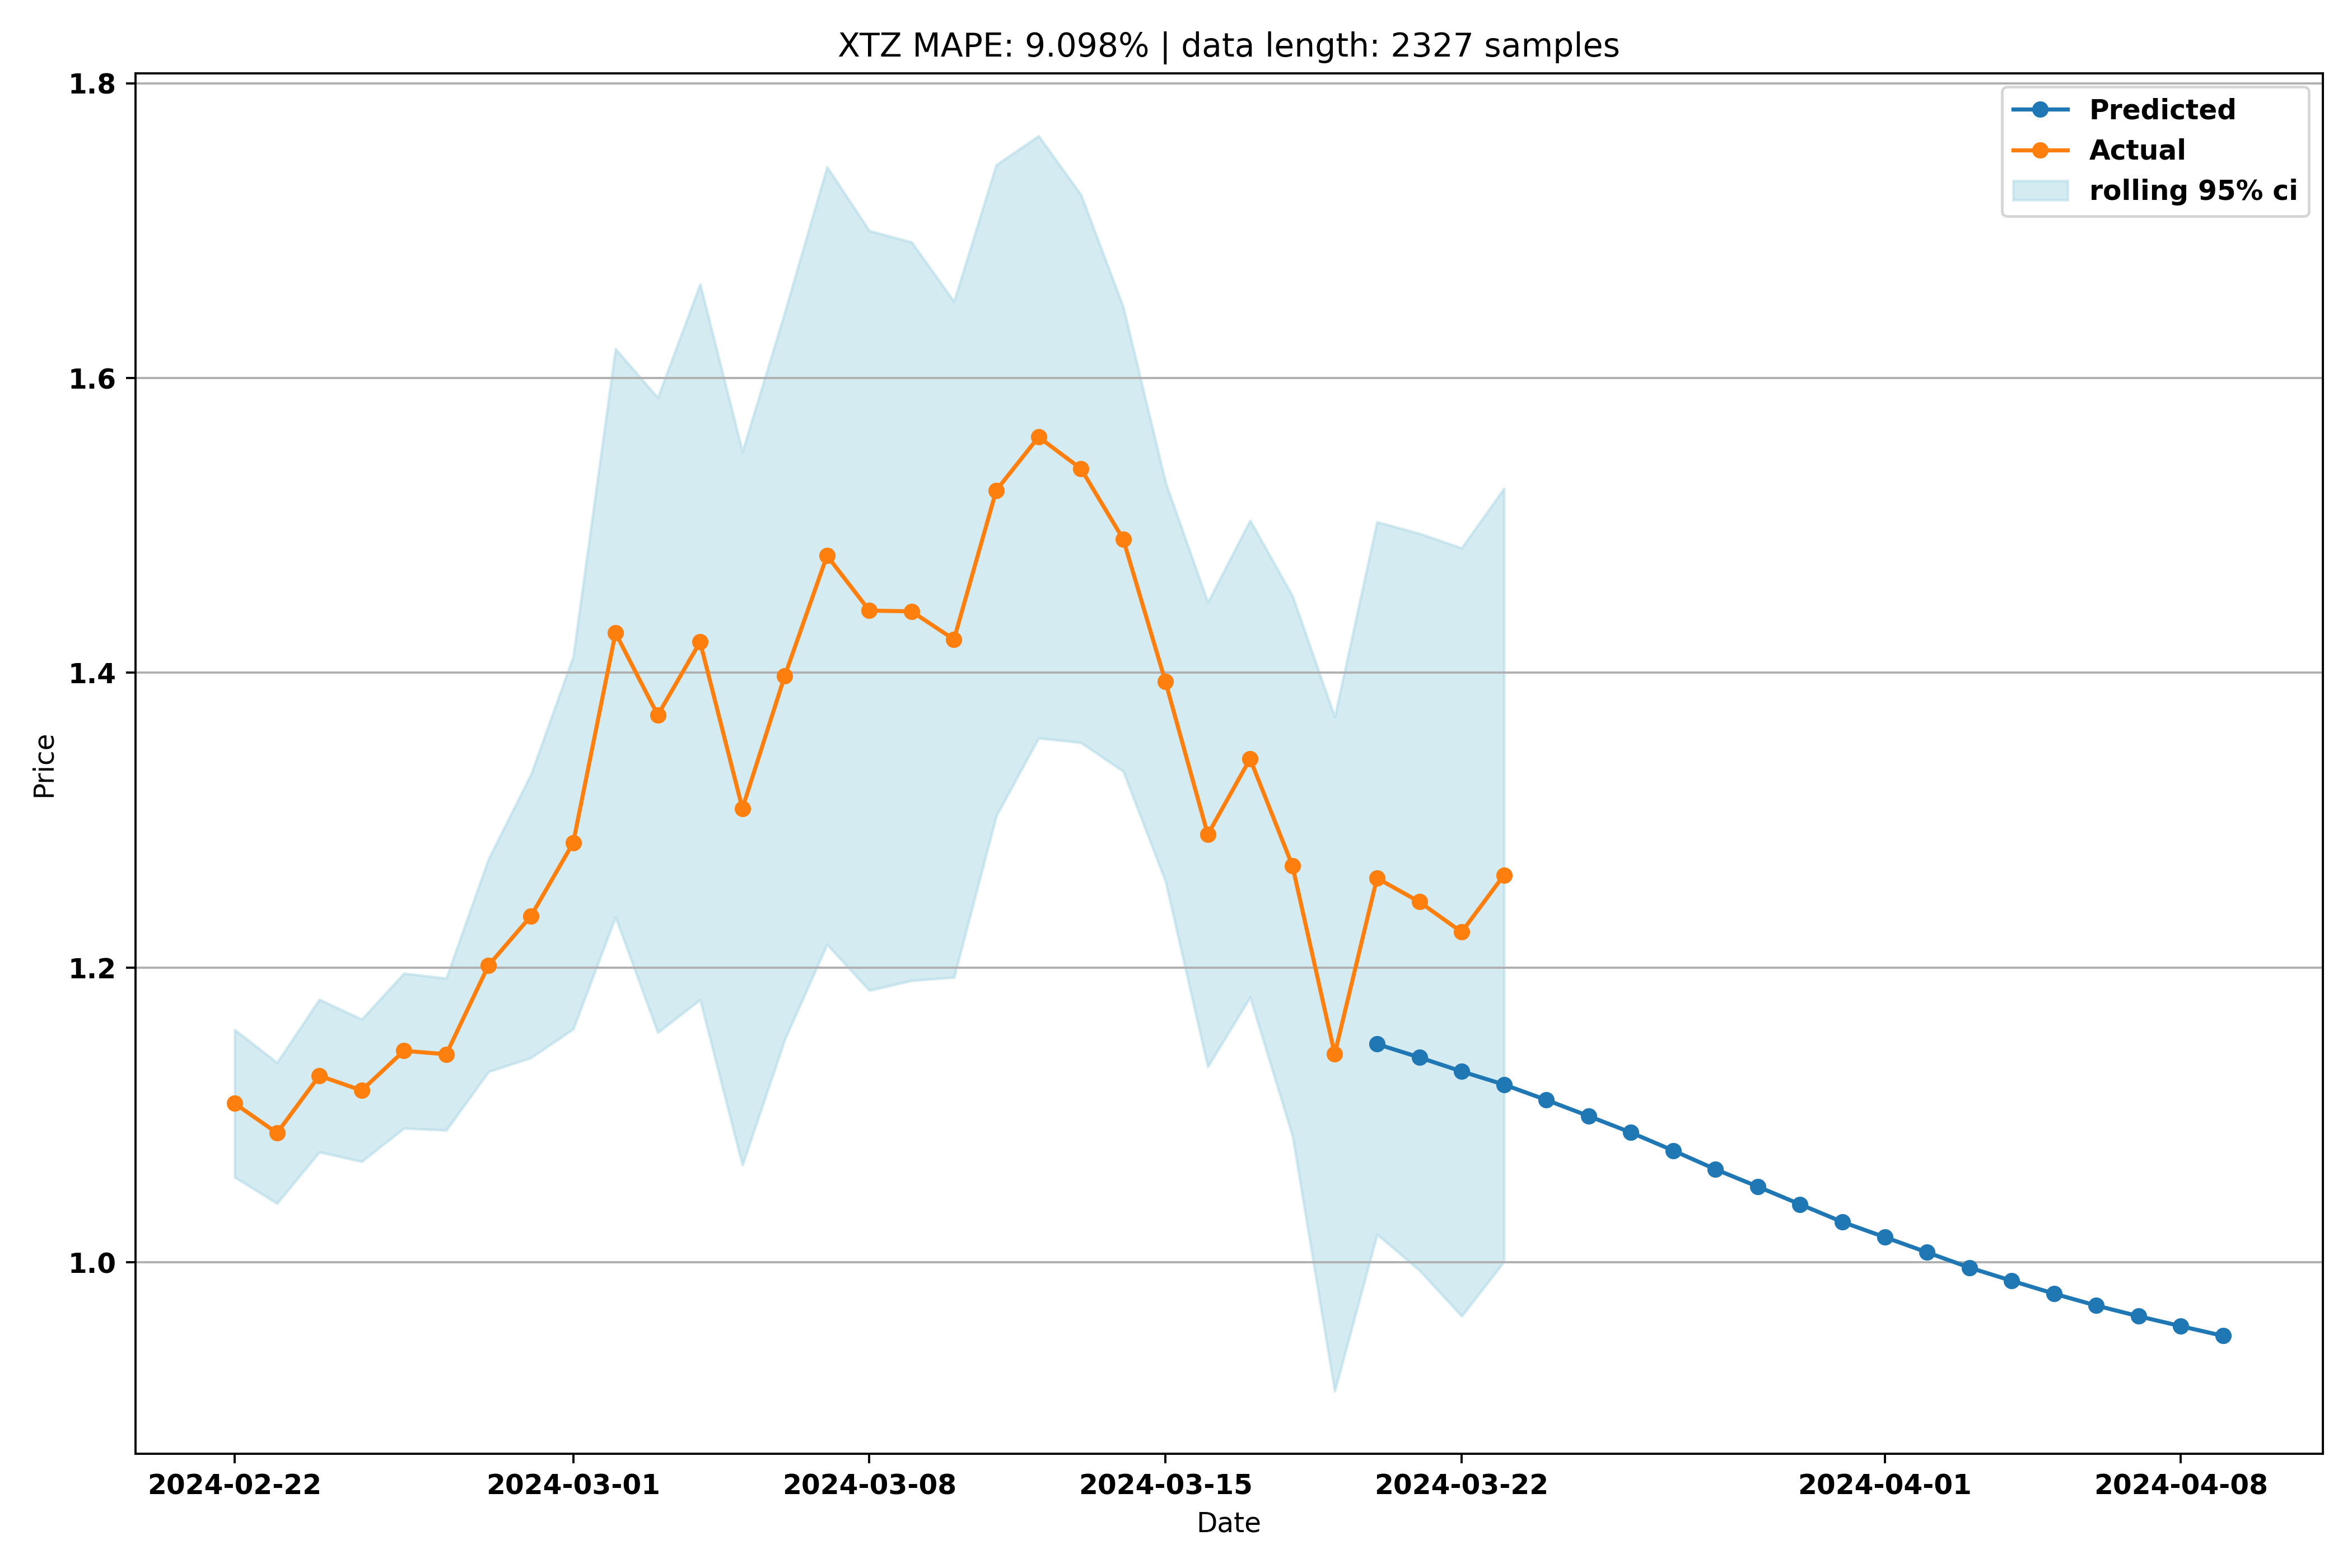 XTZ MAPE: 9.098% | data length: 2327 samples
Predicted
Actual
rolling 95% ci
1.8
1.6
1.4
1.2
1.0
Price
2024-02-22
2024-03-01
2024-03-08
2024-03-15
2024-03-22
2024-04-01
2024-04-08
Date